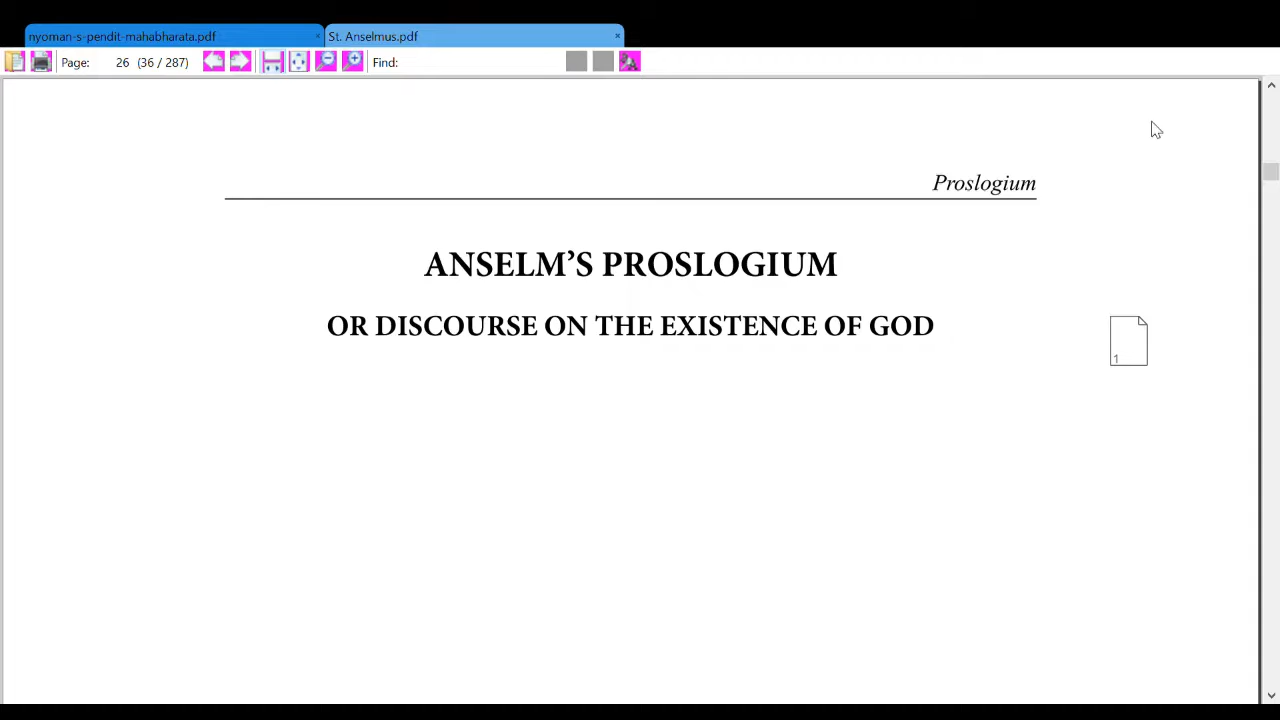 nyoman-s-pendit-mahabharata.pdf × St. Anselmus.pdf ×
Page: 26 (36 / 287) Find:
Proslogium
ANSELM’S PROSLOGIUM
OR DISCOURSE ON THE EXISTENCE OF GOD
1